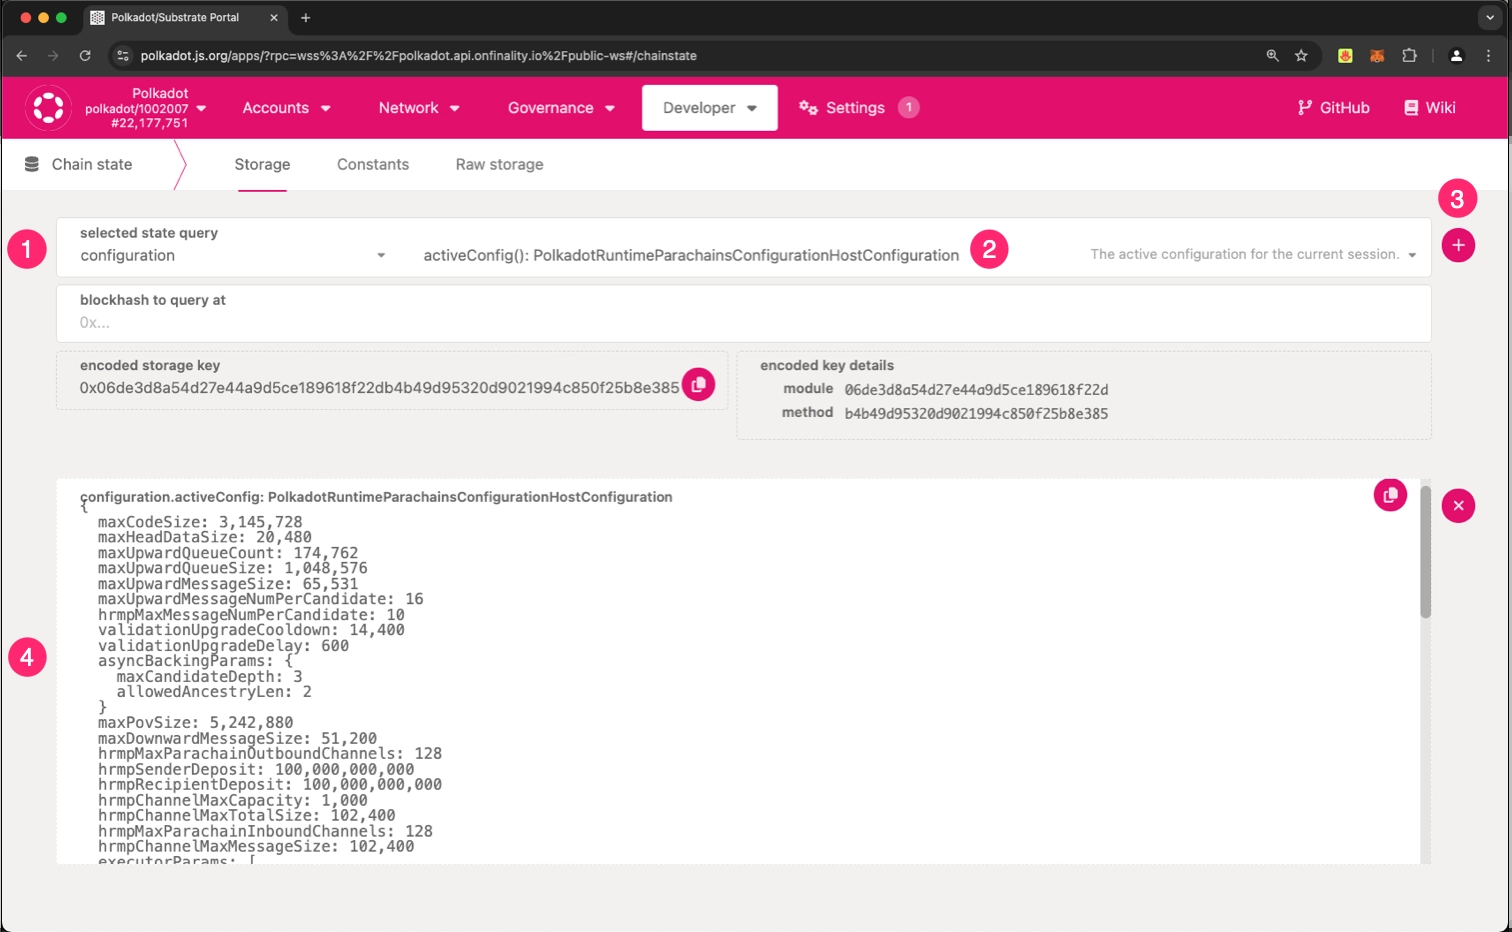 Polkadot/Substrate Portal
polkadot.js.org/apps/?rpc=wss%3A%2F%2Fpolkadot.api.onfinality.io%2Fpublic-ws#/chainstate
Polkadot
polkadot/1002007
#22,177,751
Accounts
Network
Governance
Developer
Settings
1
GitHub
Wiki
Chain state
Storage
Constants
Raw storage
3
1
selected state query
configuration
activeConfig(): PolkadotRuntimeParachainsConfigurationHostConfiguration
2
The active configuration for the current session.
blockhash to query at
0x...
encoded storage key
0x06de3d8a54d27e44a9d5ce189618f22db4b49d95320d9021994c850f25b8e385
encoded key details
module 06de3d8a54d27e44a9d5ce189618f22d
method b4b49d95320d9021994c850f25b8e385
configuration.activeConfig: PolkadotRuntimeParachainsConfigurationHostConfiguration
{
maxCodeSize: 3,145,728
maxHeadDataSize: 20,480
maxUpwardQueueCount: 174,762
maxUpwardQueueSize: 1,048,576
maxUpwardMessageSize: 65,531
maxUpwardMessageNumPerCandidate: 16
hrmpMaxMessageNumPerCandidate: 10
validationUpgradeCooldown: 14,400
validationUpgradeDelay: 600
4
asyncBackingParams: {
maxCandidateDepth: 3
allowedAncestryLen: 2
}
maxPovSize: 5,242,880
maxDownwardMessageSize: 51,200
hrmpMaxParachainOutboundChannels: 128
hrmpSenderDeposit: 100,000,000,000
hrmpRecipientDeposit: 100,000,000,000
hrmpChannelMaxCapacity: 1,000
hrmpChannelMaxTotalSize: 102,400
hrmpMaxParachainInboundChannels: 128
hrmpChannelMaxMessageSize: 102,400
executorParams: [